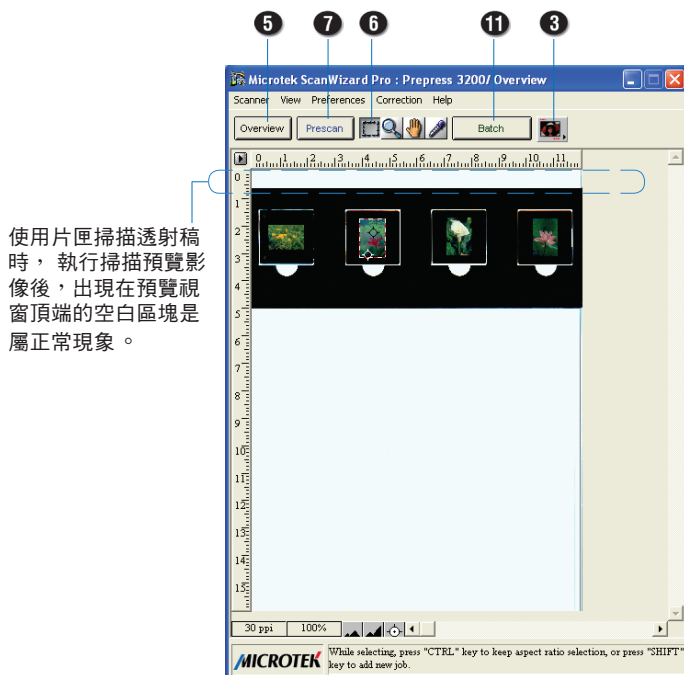 5 7 6 11 3
Microtek ScanWizard Pro : Prepress 3200/ Overview
Scanner View Preferences Correction Help
Overview Prescan Batch
0 1 2 3 4 5 6 7 8 9 10 11
0
1
2
3
4
5
6
7
8
9
10
11
12
13
14
15
使用片匣掃描透射稿
時， 執行掃描預覽影
像後，出現在預覽視
窗頂端的空白區塊是
屬正常現象。
30 ppi 100%
MICROTEK
While selecting, press "CTRL" key to keep aspect ratio selection, or press "SHIFT"
key to add new job.